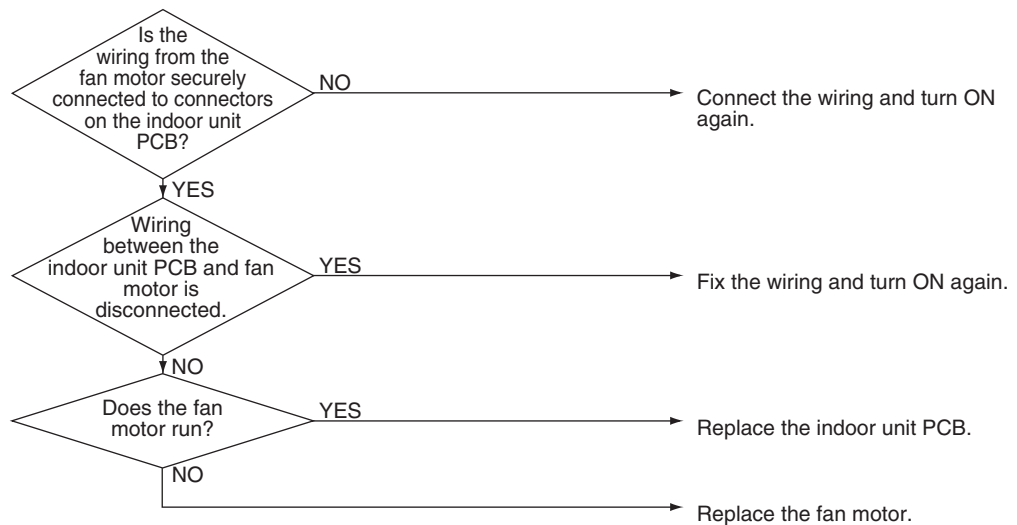 Is the
wiring from the
fan motor securely
connected to connectors
on the indoor unit
PCB?
NO
Connect the wiring and turn ON
again.
YES
Wiring
between the
indoor unit PCB and fan
motor is
disconnected.
YES
Fix the wiring and turn ON again.
NO
Does the fan
motor run?
YES
Replace the indoor unit PCB.
NO
Replace the fan motor.